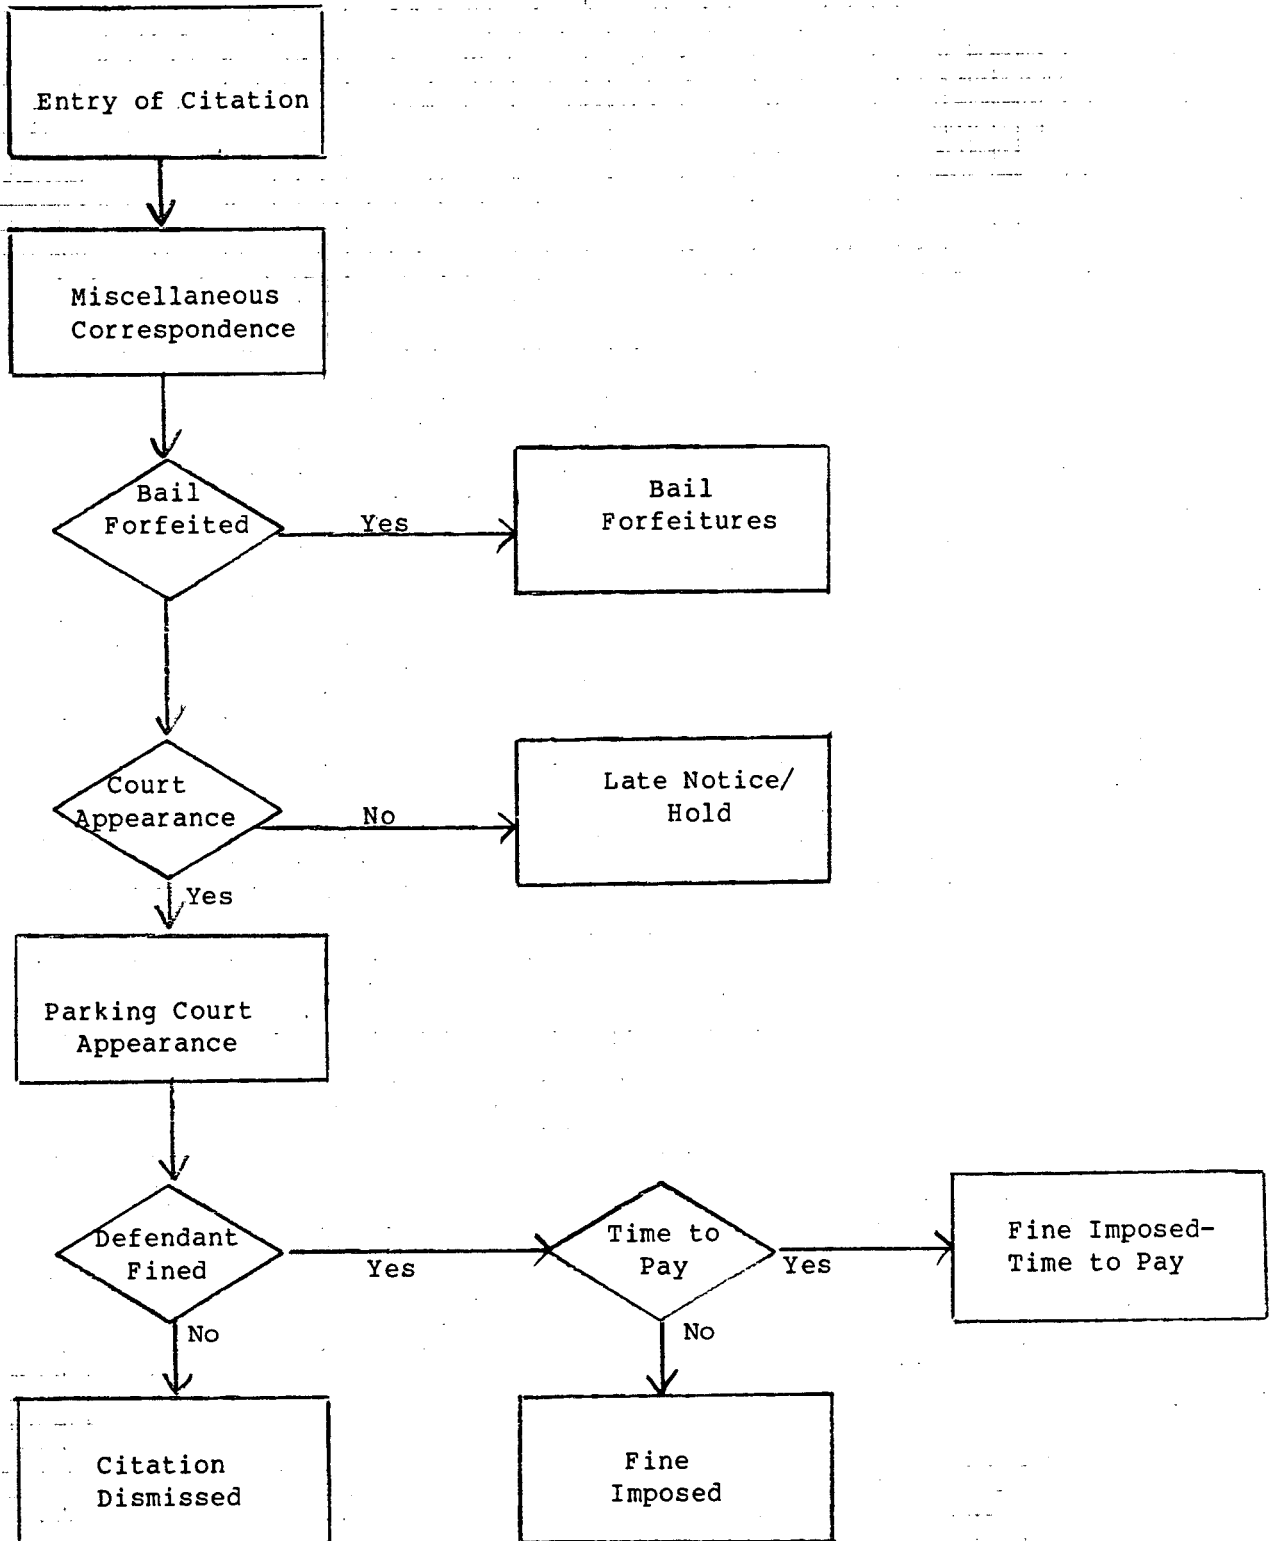 Entry of Citation
Miscellaneous
Correspondence
Bail
Forfeited
Yes
Bail
Forfeitures
Court
Appearance
No
Late Notice/
Hold
Yes
Parking Court
Appearance
Defendant
Fined
Yes
Time to
Pay
Yes
Fine Imposed-
Time to Pay
No
No
Citation
Dismissed
Fine
Imposed